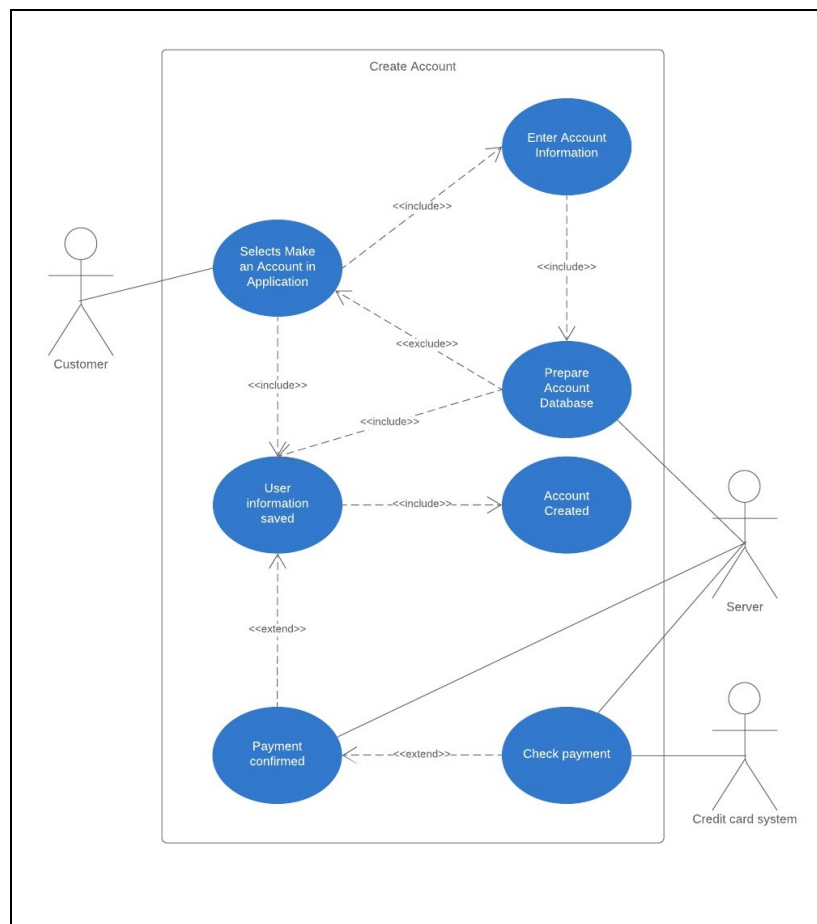 Create Account
Enter Account
Information
<<include>>
Selects Make
an Account in
Application
<<include>>
Customer
<<exclude>>
Prepare
Account
Database
<<include>>
<<include>>
User
information
saved
<<include>>
Account
Created
Server
<<extend>>
Payment
confirmed
<<extend>>
Check payment
Credit card system